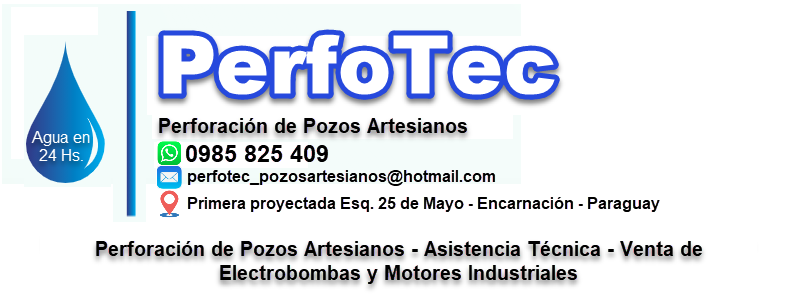 PerfoTec
Agua en
24 Hs.
Perforación de Pozos Artesianos
0985 825 409
perfotec_pozosartesianos@hotmail.com
Primera proyectada Esq. 25 de Mayo - Encarnación - Paraguay
Perforación de Pozos Artesianos - Asistencia Técnica - Venta de
Electrobombas y Motores Industriales